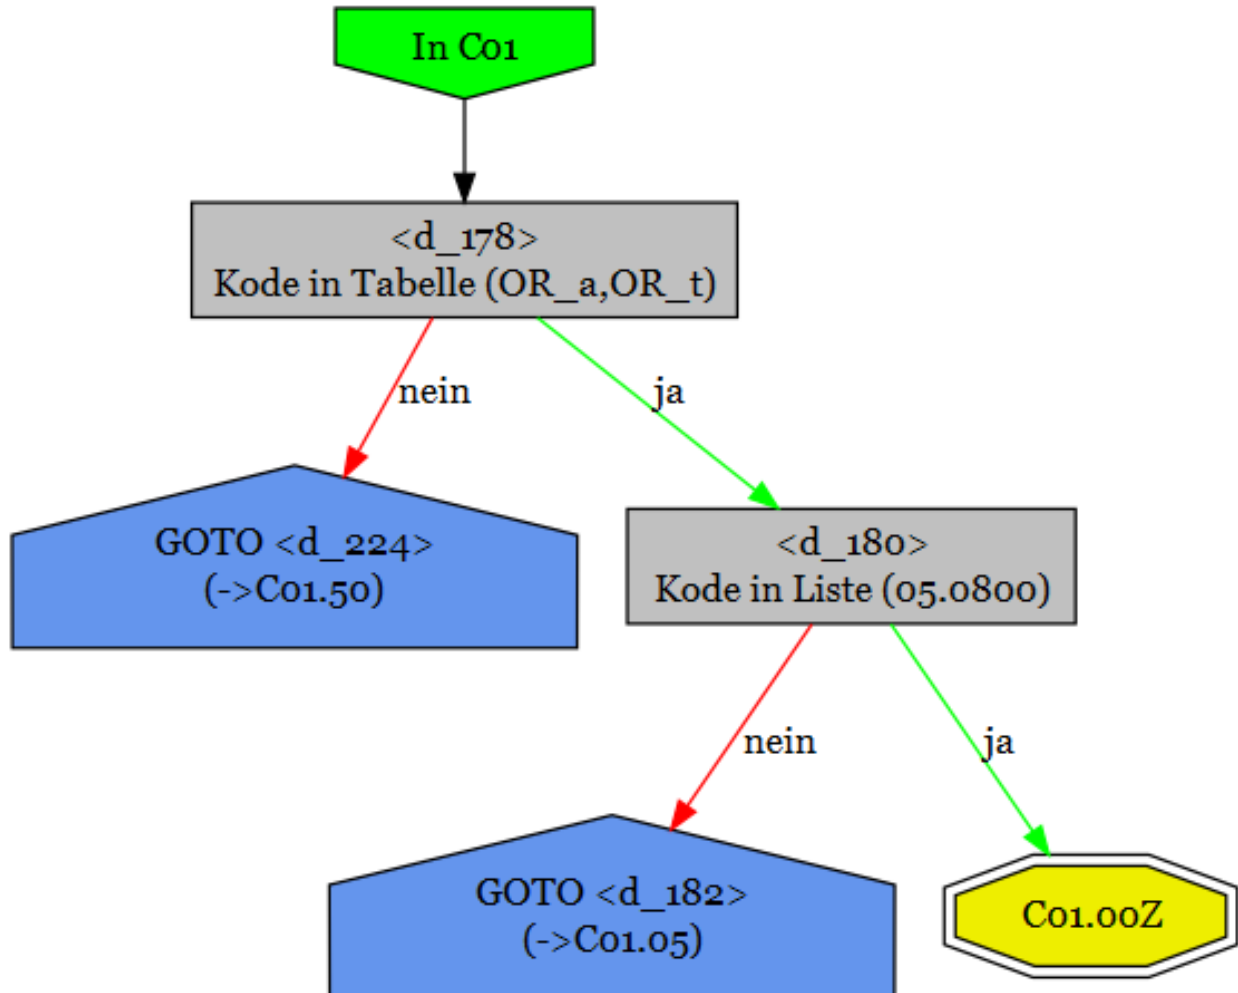 In C01
<d_178>
Kode in Tabelle (OR_a,OR_t)
nein
ja
GOTO <d_224>
(->C01.50)
<d_180>
Kode in Liste (05.0800)
nein
ja
GOTO <d_182>
(->C01.05)
C01.00Z